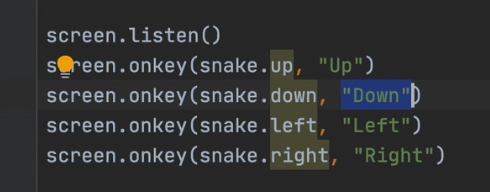 screen.listen()
screen.onkey(snake.up, "Up")
screen.onkey(snake.down, "Down")
screen.onkey(snake.left, "Left")
screen.onkey(snake.right, "Right")